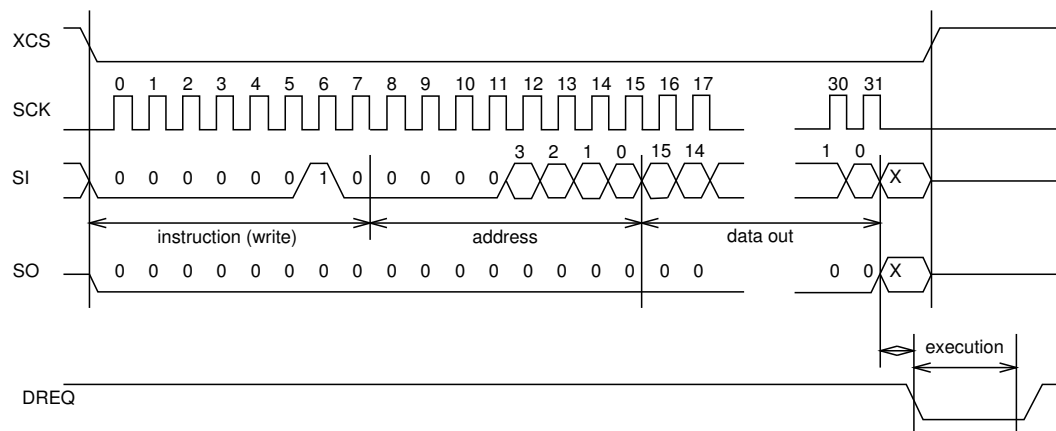 XCS
0 1 2 3 4 5 6 7 8 9 10 11 12 13 14 15 16 17 30 31
SCK
3 2 1 0 15 14 1 0
SI 0 0 0 0 0 0 1 0 0 0 0 0 X
instruction (write) address data out
SO 0 0 0 0 0 0 0 0 0 0 0 0 0 0 0 0 0 0 0 0 X
execution
DREQ